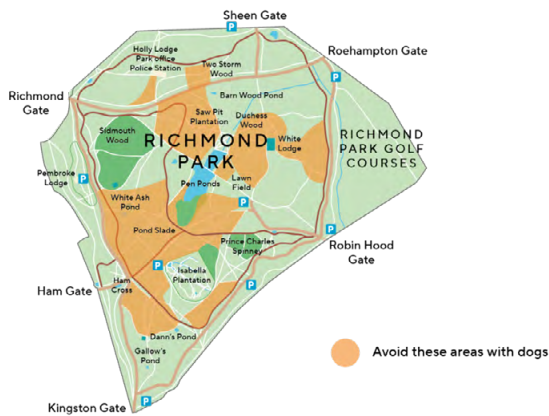 Sheen Gate
P
Holly Lodge
Park office
Police Station
Two Storm
Wood
Roehampton Gate
P
Richmond
Gate
Barn Wood Pond
Saw Pit
Plantation
Duchess
Wood
Sidmouth
Wood
RICHMOND
PARK
White
Lodge
RICHMOND
PARK GOLF
COURSES
Pembroke
Lodge
P
Pen Ponds
Lawn
Field
White Ash
Pond
P
Pond Slade
P
Prince Charles
Spinney
Robin Hood
Gate
P
Isabella
Plantation
Ham Gate
Ham
Cross
P
Dann's Pond
Gallow's
Pond
Avoid these areas with dogs
P
Kingston Gate